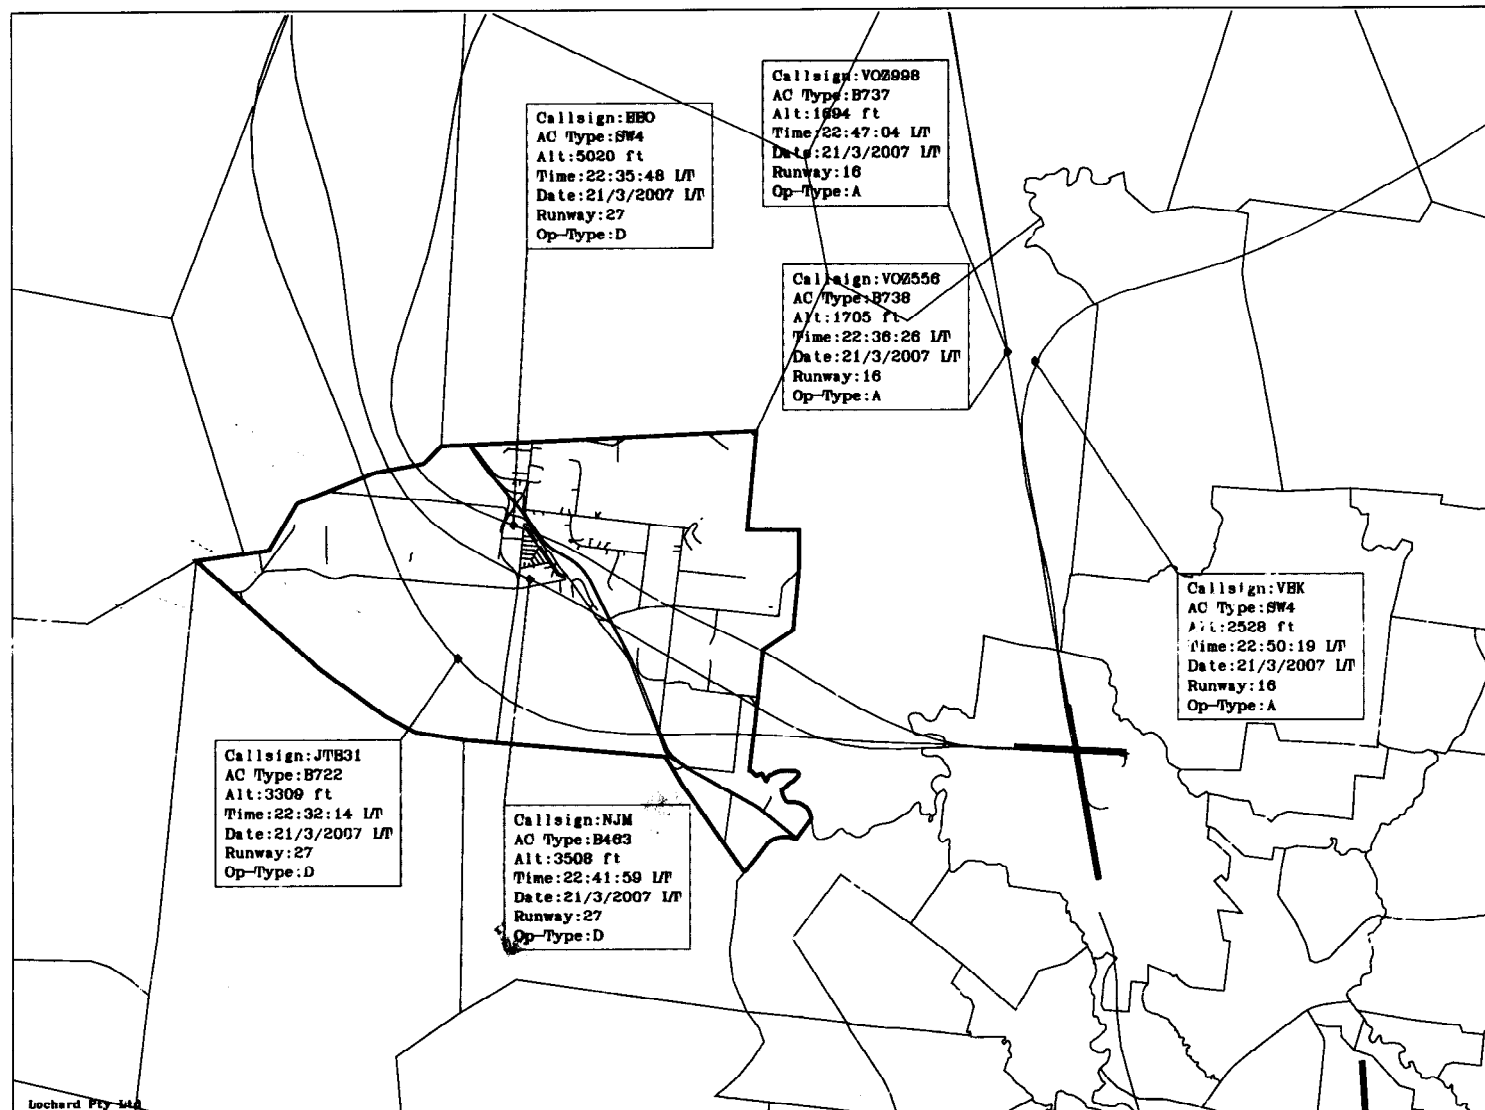 Callsign:VOZ998
AC Type:B737
Alt:1694 ft
Time:22:47:04 LT
Date:21/3/2007 LT
Runway:16
Op-Type:A
Callsign:
AC Type:SW4
Alt:5020 ft
Time:22:35:48 LT
Date:21/3/2007 LT
Runway:27
Op-Type:D
Callsign:VOZ556
AC Type:B738
Alt:1705 ft
Time:22:36:26 LT
Date:21/3/2007 LT
Runway:16
Op-Type:A
Callsign:VEK
AC Type:SW4
Alt:2528 ft
Time:22:50:19 LT
Date:21/3/2007 LT
Runway:16
Op-Type:A
Callsign:JTE31
AC Type:B722
Alt:3309 ft
Time:22:32:14 LT
Date:21/3/2007 LT
Runway:27
Op-Type:D
Callsign:NJM
AC Type:B463
Alt:3508 ft
Time:22:41:59 LT
Date:21/3/2007 LT
Runway:27
Op-Type:D
Lochard Pty Ltd